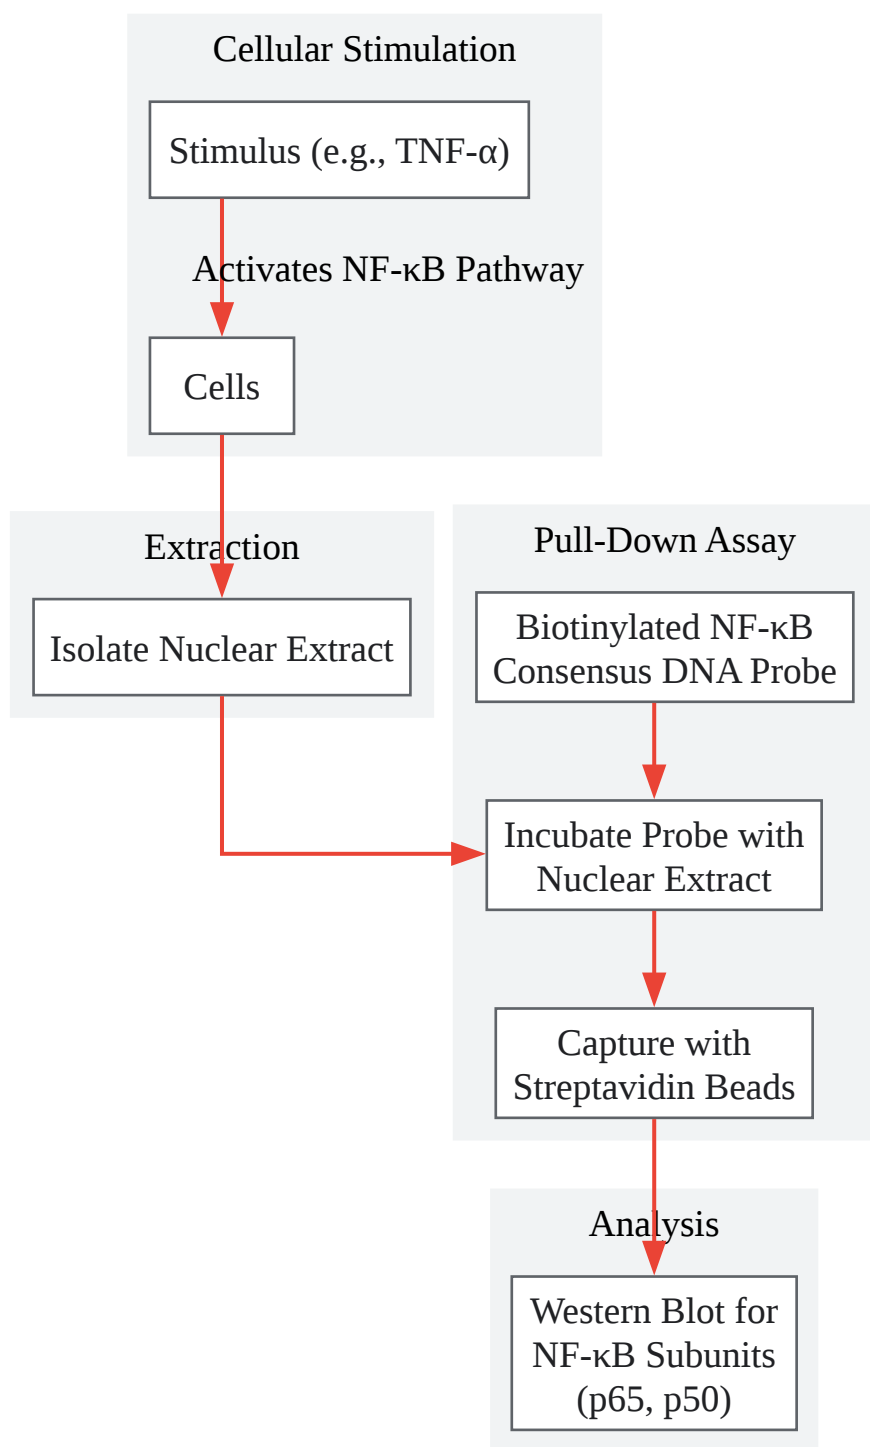 Cellular Stimulation
Stimulus (e.g., TNF-α)
Activates NF-κB Pathway
Cells
Extraction
Isolate Nuclear Extract
Pull-Down Assay
Biotinylated NF-κB
Consensus DNA Probe
Incubate Probe with
Nuclear Extract
Capture with
Streptavidin Beads
Analysis
Western Blot for
NF-κB Subunits
(p65, p50)